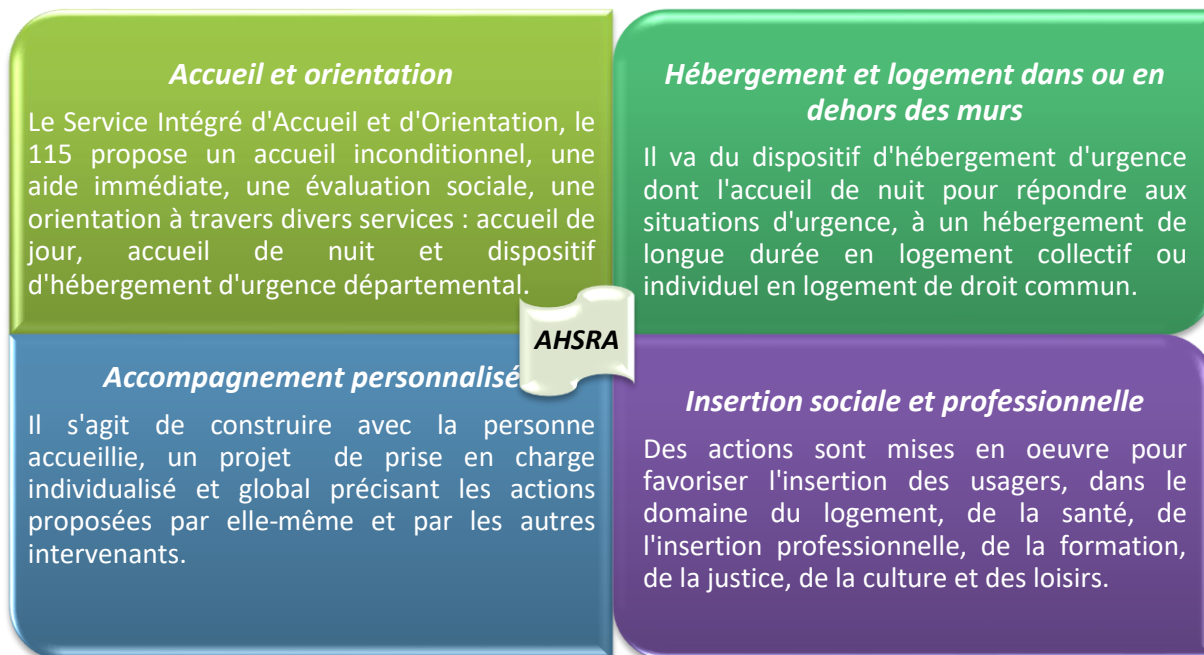 Accueil et orientation
Le Service Intégré d'Accueil et d'Orientation, le
115 propose un accueil inconditionnel, une
aide immédiate, une évaluation sociale, une
orientation à travers divers services : accueil de
jour, accueil de nuit et dispositif
d'hébergement d'urgence départemental.
Hébergement et logement dans ou en
dehors des murs
Il va du dispositif d'hébergement d'urgence
dont l'accueil de nuit pour répondre aux
situations d'urgence, à un hébergement de
longue durée en logement collectif ou
individuel en logement de droit commun.
AHSRA
Accompagnement personnalisé
Il s'agit de construire avec la personne
accueillie, un projet de prise en charge
individualisé et global précisant les actions
proposées par elle-même et par les autres
intervenants.
Insertion sociale et professionnelle
Des actions sont mises en oeuvre pour
favoriser l'insertion des usagers, dans le
domaine du logement, de la santé, de
l'insertion professionnelle, de la formation,
de la justice, de la culture et des loisirs.